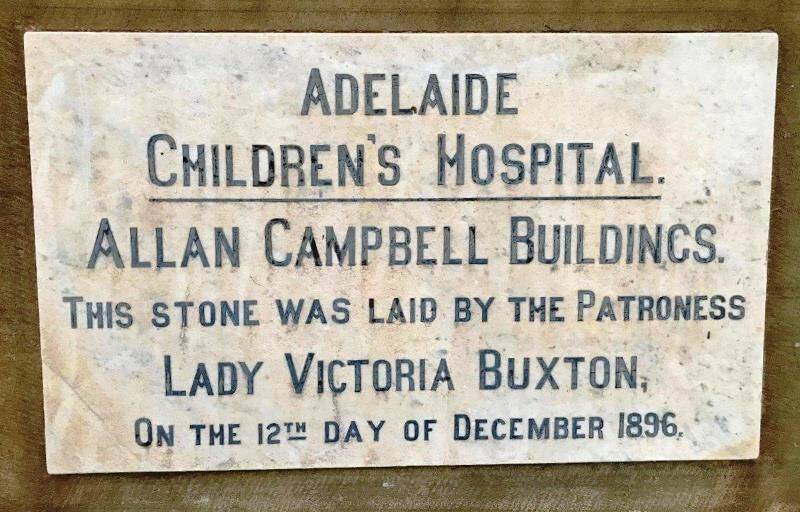 ADELAIDE
CHILDREN'S HOSPITAL.
ALLAN CAMPBELL BUILDINGS.
THIS STONE WAS LAID BY THE PATRONESS
LADY VICTORIA BUXTON,
ON THE 12TH DAY OF DECEMBER 1896.